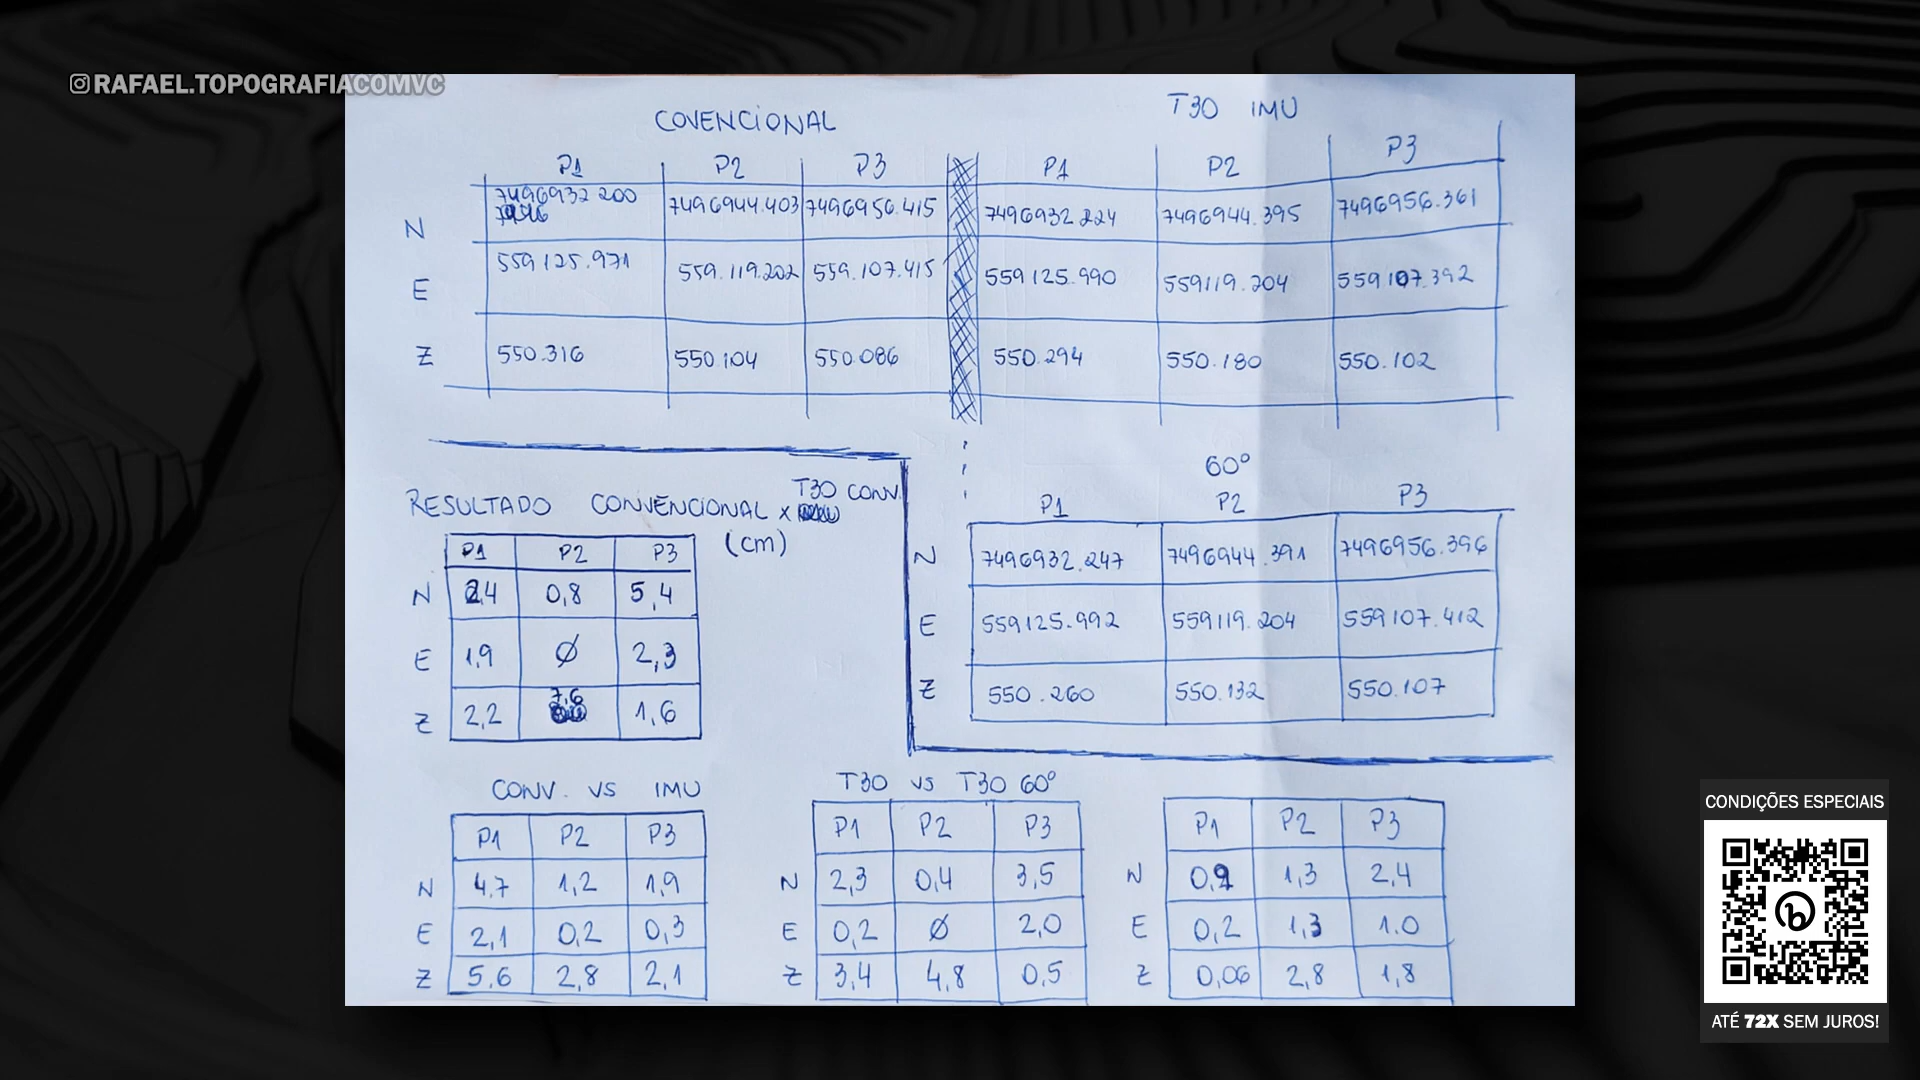 RAFAEL.TOPOGRAFIACOMVC
COVENCIONAL
P1 P2 P3
N 7496932 200 7496944.403 7496956.415
E 559125.971 559.119.202 559.107.415
Z 550.316 550.104 550.086
T30 IMU
P1 P2 P3
7496932.224 7496944.395 7496956.361
559125.990 559119.204 559107.392
550.294 550.180 550.102
RESULTADO CONVENCIONAL x T30 CONV.
(cm)
P1 P2 P3
N 2,4 0,8 5,4
E 1,9 Ø 2,3
Z 2,2 7,6 1,6
60°
P1 P2 P3
N 7496932.247 7496944.391 7496956.396
E 559125.992 559119.204 559107.412
Z 550.260 550.132 550.107
CONV. VS IMU
P1 P2 P3
N 4,7 1,2 1,9
E 2,1 0,2 0,3
Z 5,6 2,8 2,1
T30 VS T30 60°
P1 P2 P3
N 2,3 0,4 3,5
E 0,2 Ø 2,0
Z 3,4 4,8 0,5
P1 P2 P3
N 1,3 2,4
E 0,2 1,3 1.0
Z 0,06 2,8 1,8
CONDIÇÕES ESPECIAIS
ATÉ 72X SEM JUROS!